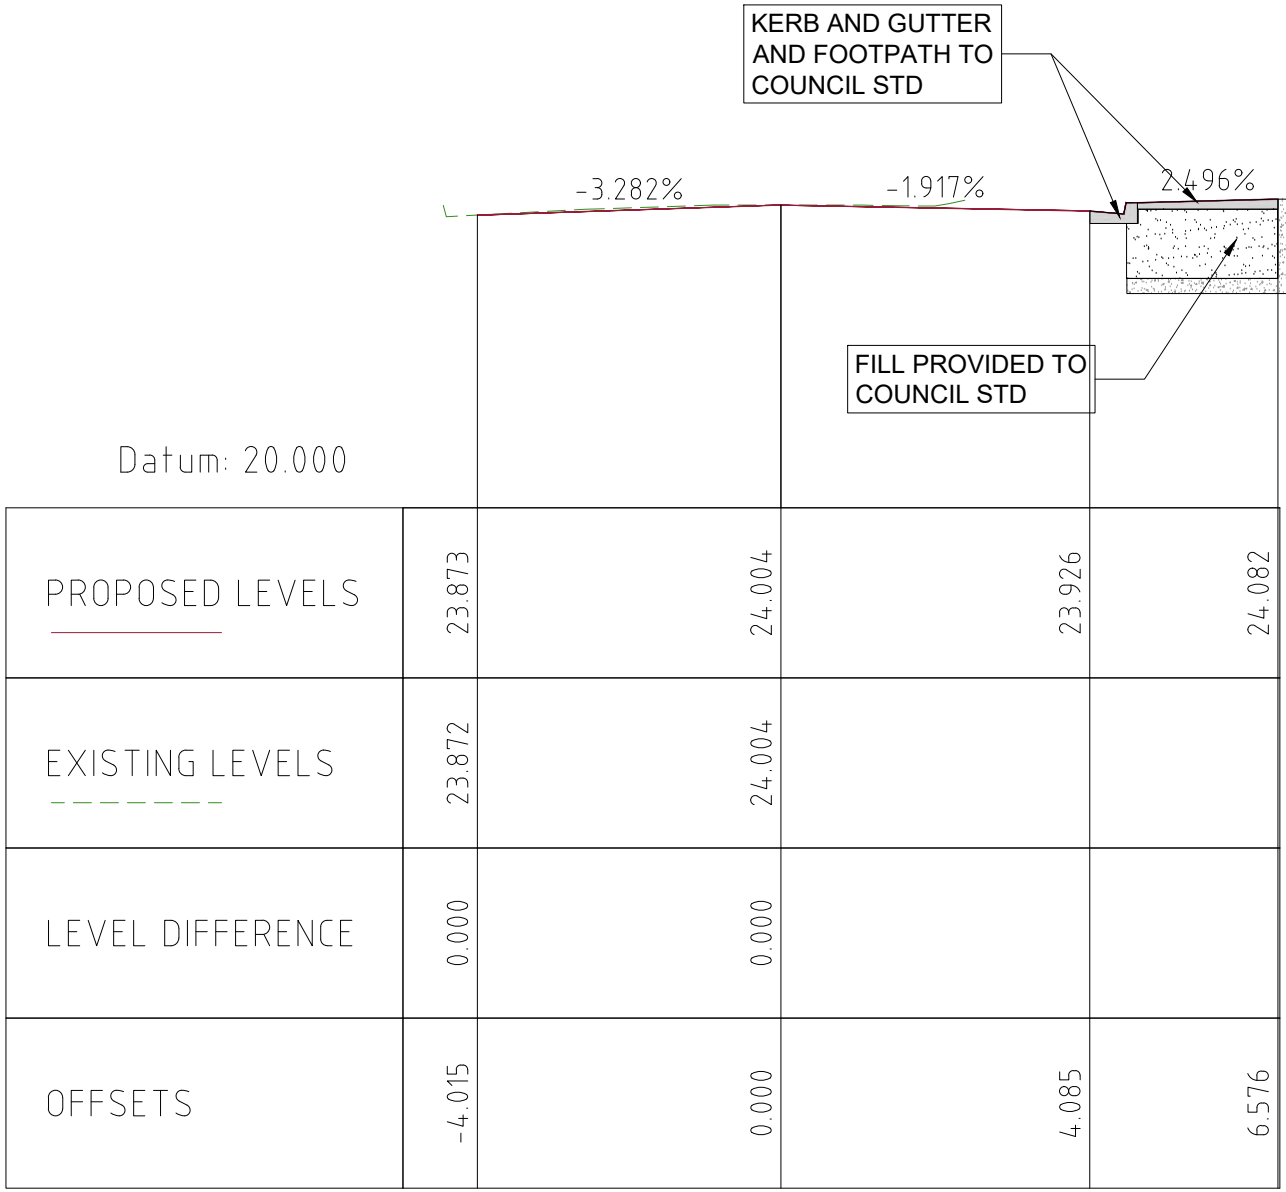 KERB AND GUTTER
AND FOOTPATH TO
COUNCIL STD
-3.282%
-1.917%
2.496%
FILL PROVIDED TO
COUNCIL STD
Datum: 20.000
PROPOSED LEVELS
23.873
24.004
23.926
24.082
EXISTING LEVELS
23.872
24.004
LEVEL DIFFERENCE
0.000
0.000
OFFSETS
-4.015
0.000
4.085
6.576